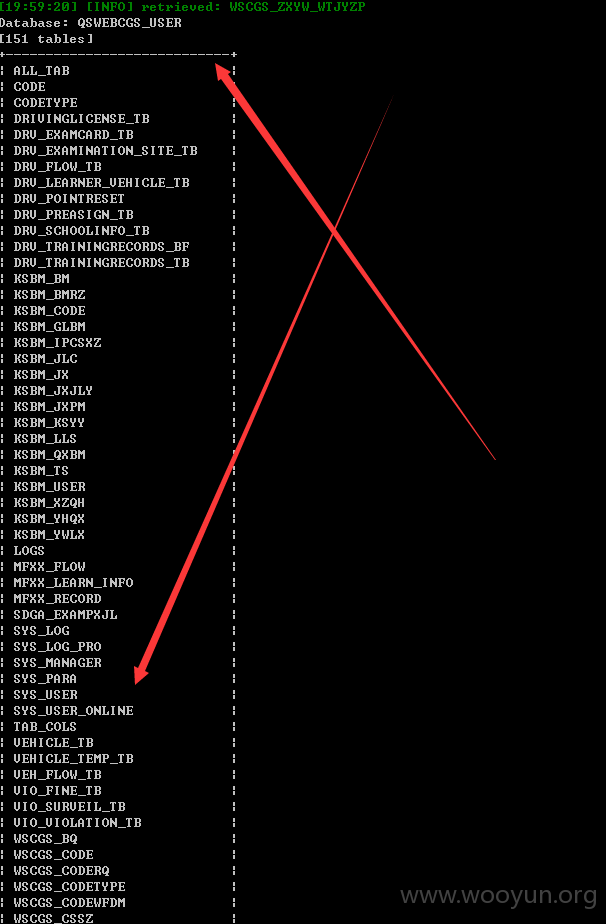 [19:59:20] [INFO] retrieved: WSCGS_ZXYW_WTJYZP
Database: QSWEBCGS_USER
[151 tables]
+----------------------------+
¦ ALL_TAB ¦
¦ CODE ¦
¦ CODETYPE ¦
¦ DRIVINGLICENSE_TB ¦
¦ DRV_EXAMCARD_TB ¦
¦ DRV_EXAMINATION_SITE_TB ¦
¦ DRV_FLOW_TB ¦
¦ DRV_LEARNER_VEHICLE_TB ¦
¦ DRV_POINTRESET ¦
¦ DRV_PREASIGN_TB ¦
¦ DRV_SCHOOLINFO_TB ¦
¦ DRV_TRAININGRECORDS_BF ¦
¦ DRV_TRAININGRECORDS_TB ¦
¦ KSBM_BM ¦
¦ KSBM_BMRZ ¦
¦ KSBM_CODE ¦
¦ KSBM_GLBM ¦
¦ KSBM_IPCSXZ ¦
¦ KSBM_JLC ¦
¦ KSBM_JX ¦
¦ KSBM_JXJLY ¦
¦ KSBM_JXPM ¦
¦ KSBM_KSYY ¦
¦ KSBM_LLS ¦
¦ KSBM_QXBM ¦
¦ KSBM_TS ¦
¦ KSBM_USER ¦
¦ KSBM_XZQH ¦
¦ KSBM_YHQX ¦
¦ KSBM_YWLX ¦
¦ LOGS ¦
¦ MFXX_FLOW ¦
¦ MFXX_LEARN_INFO ¦
¦ MFXX_RECORD ¦
¦ SDGA_EXAMPXJL ¦
¦ SYS_LOG ¦
¦ SYS_LOG_PRO ¦
¦ SYS_MANAGER ¦
¦ SYS_PARA ¦
¦ SYS_USER ¦
¦ SYS_USER_ONLINE ¦
¦ TAB_COLS ¦
¦ VEHICLE_TB ¦
¦ VEHICLE_TEMP_TB ¦
¦ VEH_FLOW_TB ¦
¦ VIO_FINE_TB ¦
¦ VIO_SURVEIL_TB ¦
¦ VIO_VIOLATION_TB ¦
¦ WSCGS_BQ ¦
¦ WSCGS_CODE ¦
¦ WSCGS_CODERQ ¦
¦ WSCGS_CODETYPE ¦
¦ WSCGS_CODEWFDM ¦
¦ WSCGS_CSSZ ¦
www.wooyun.org